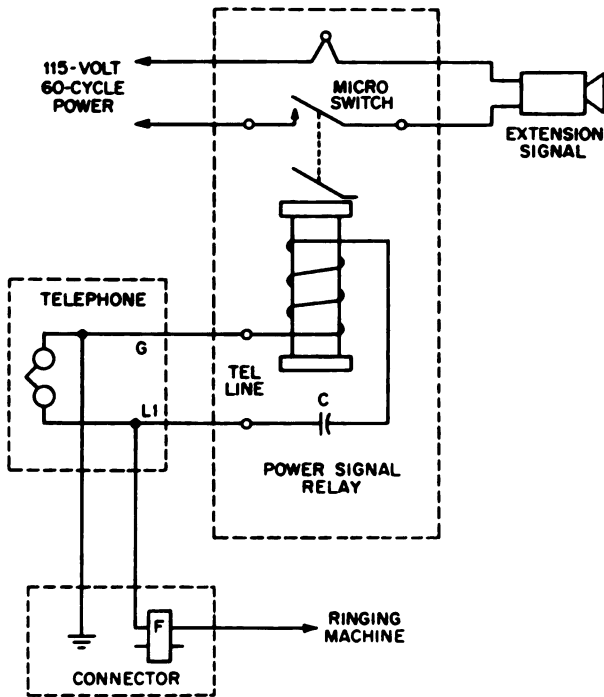 115-VOLT
60-CYCLE
POWER
MICRO
SWITCH
EXTENSION
SIGNAL
TELEPHONE
G
TEL
LINE
L1
C
POWER SIGNAL
RELAY
F
RINGING
MACHINE
CONNECTOR